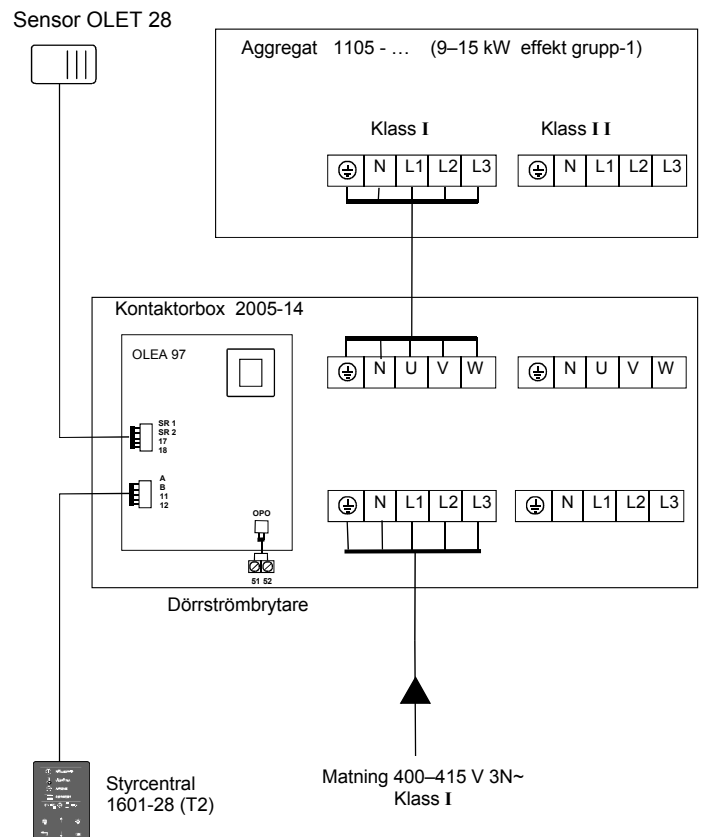 Sensor OLET 28
Aggregat 1105 - … (9–15 kW effekt grupp-1)
Klass I
Klass I I
N L1 L2 L3
N L1 L2 L3
Kontaktorbox 2005-14
OLEA 97
N U V W
N U V W
SR 1
SR 2
17
18
A
B
11
12
N L1 L2 L3
N L1 L2 L3
OPO
51 52
Dörrströmbrytare
Styrcentral
1601-28 (T2)
Matning 400–415 V 3N~
Klass I